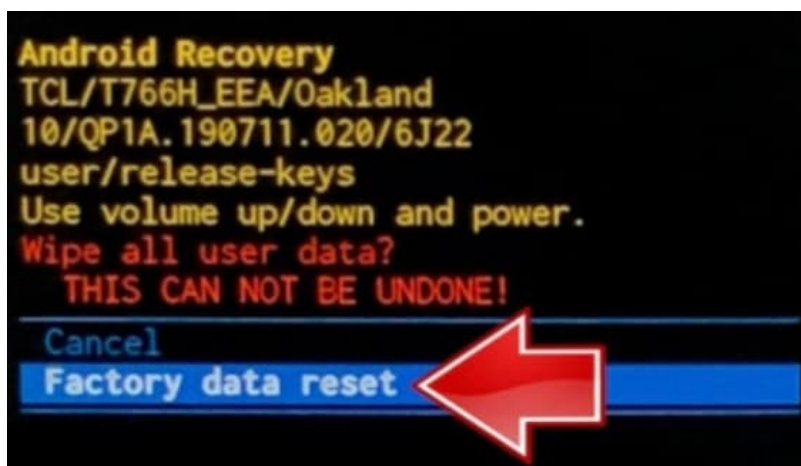 Android Recovery
TCL/T766H_EEA/Oakland
10/QP1A.190711.020/6J22
user/release-keys
Use volume up/down and power.
Wipe all user data?
THIS CAN NOT BE UNDONE!
Cancel
Factory data reset